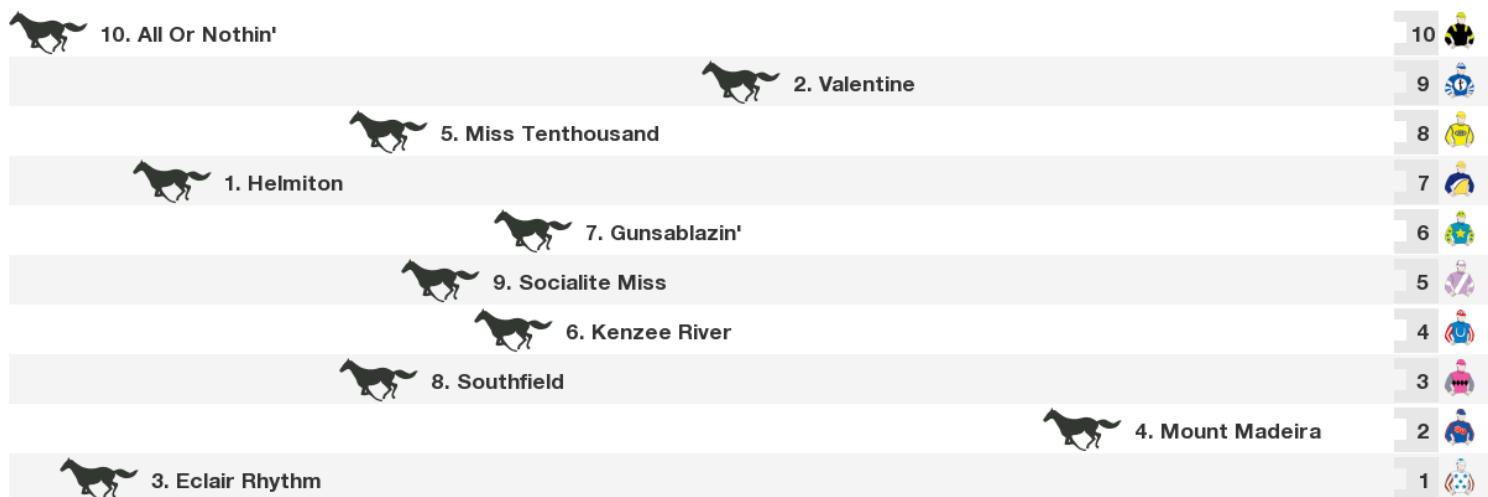 10. All Or Nothin' 10
2. Valentine 9
5. Miss Tenthousand 8
1. Helmiton 7
7. Gunsablazin' 6
9. Socialite Miss 5
6. Kenzee River 4
8. Southfield 3
4. Mount Madeira 2
3. Eclair Rhythm 1